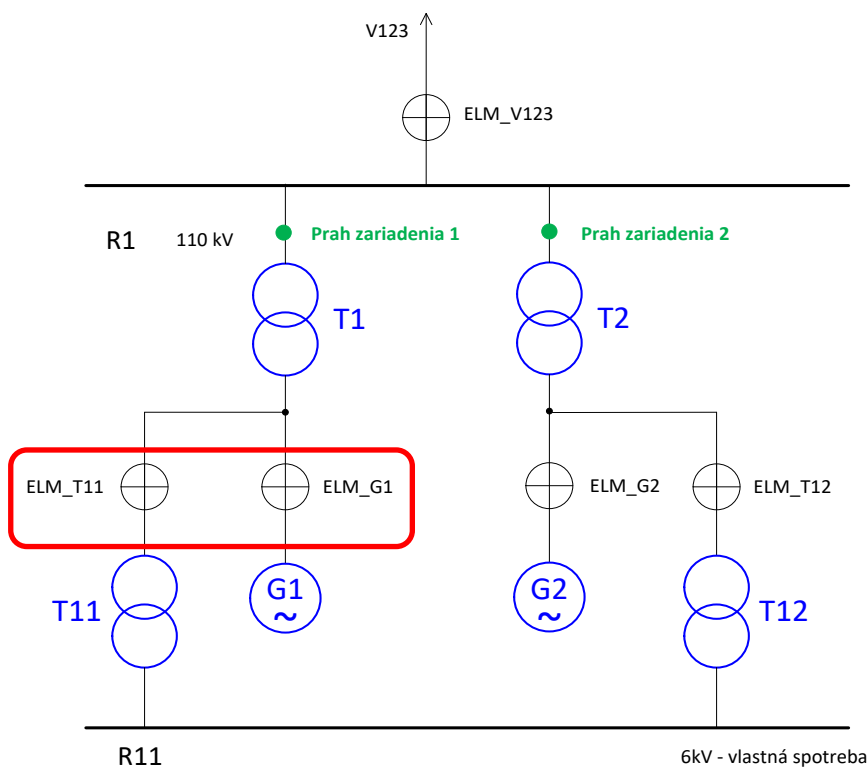 V123
ELM_V123
R1
110 kV
Prah zariadenia 1
Prah zariadenia 2
T1
T2
ELM_T11
ELM_G1
ELM_G2
ELM_T12
T11
G1
~
G2
~
T12
R11
6kV - vlastná spotreba